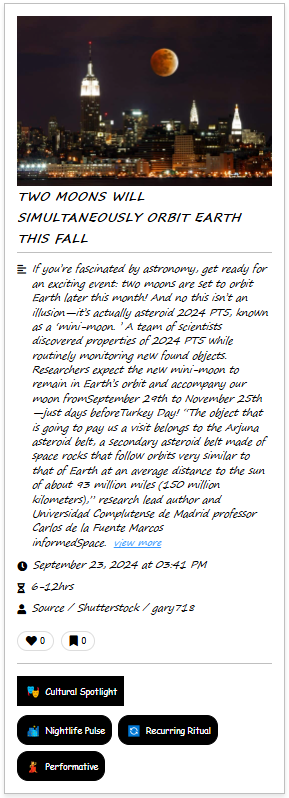 TWO MOONS WILL
SIMULTANEOUSLY ORBIT EARTH
THIS FALL
If you're fascinated by astronomy, get ready for
an exciting event: two moons are set to orbit
Earth later this month! And no this isn't an
illusion—it's actually asteroid 2024 PT5, known
as a 'mini-moon. ' A team of scientists
discovered properties of 2024 PT5 while
routinely monitoring new found objects.
Researchers expect the new mini-moon to
remain in Earth's orbit and accompany our
moon fromSeptember 29th to November 25th
—just days beforeTurkey Day! "The object that
is going to pay us a visit belongs to the Arjuna
asteroid belt, a secondary asteroid belt made of
space rocks that follow orbits very similar to
that of Earth at an average distance to the sun
of about 93 million miles (150 million
kilometers)," research lead author and
Universidad Complutense de Madrid professor
Carlos de la Fuente Marcos
informedSpace. view more
September 23, 2024 at 03:41 PM
6-12hrs
Source / Shutterstock / gary718
0 0
Cultural Spotlight
Nightlife Pulse Recurring Ritual
Performative